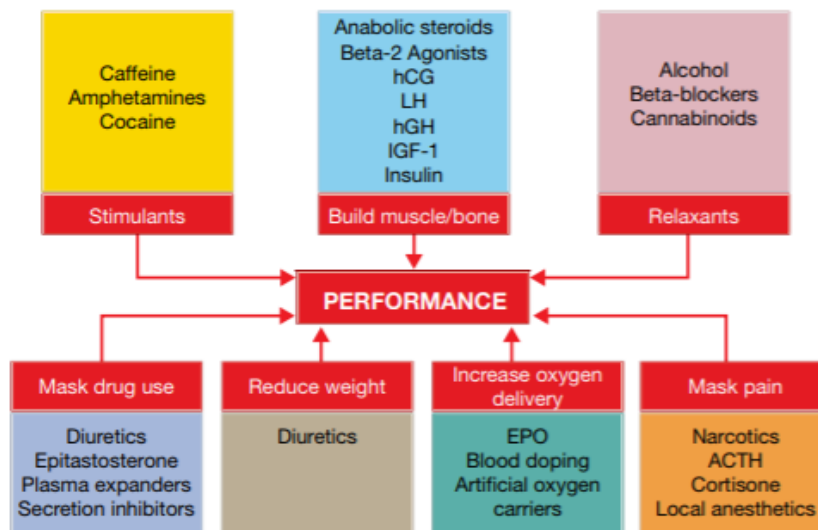 Caffeine
Amphetamines
Cocaine
Stimulants
Anabolic steroids
Beta-2 Agonists
hCG
LH
hGH
IGF-1
Insulin
Build muscle/bone
Alcohol
Beta-blockers
Cannabinoids
Relaxants
PERFORMANCE
Mask drug use
Diuretics
Epitastosterone
Plasma expanders
Secretion inhibitors
Reduce weight
Diuretics
Increase oxygen
delivery
EPO
Blood doping
Artificial oxygen
carriers
Mask pain
Narcotics
ACTH
Cortisone
Local anesthetics